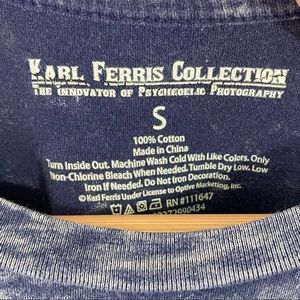 KARL FERRIS COLLECTION
THE INNOVATOR OF PSYCHEDELIC PHOTOGRAPHY
S
100% Cotton
Made in China
Turn Inside Out. Machine Wash Cold With Like Colors. Only
Non-Chlorine Bleach When Needed. Tumble Dry Low. Low
Iron If Needed. Do Not Iron Decoration.
© Karl Ferris Under License to Optive Marketing, Inc.
RN #111647